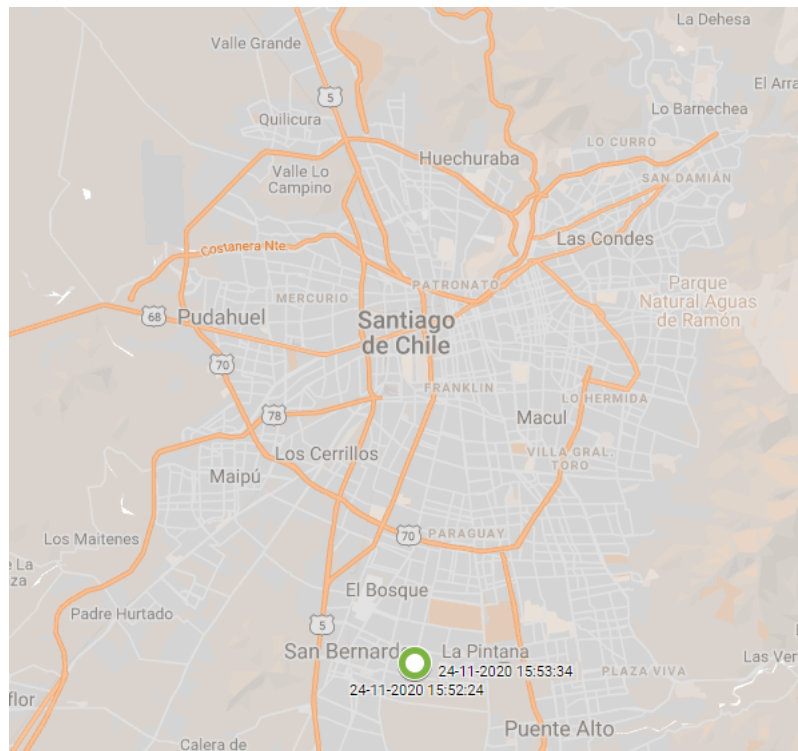 La Dehesa
Valle Grande
El Arra
5
Lo Barnechea
Quilicura
LO CURRO
Huechuraba
Valle Lo
Campino
SAN DAMIÁN
Costanera Nte.
Las Condes
PATRONATO
Parque
Natural Aguas
de Ramón
MERCURIO
68
Pudahuel
Santiago
de Chile
70
FRANKLIN
LO HERMIDA
78
Macul
Los Cerrillos
VILLA GRAL.
TORO
Maipú
Los Maitenes
70
PARAGUAY
e La
za
El Bosque
Padre Hurtado
5
San Bernardo
La Pintana
Las Ver
24-11-2020 15:53:34
PLAZA VIVA
24-11-2020 15:52:24
flor
Puente Alto
Calera de